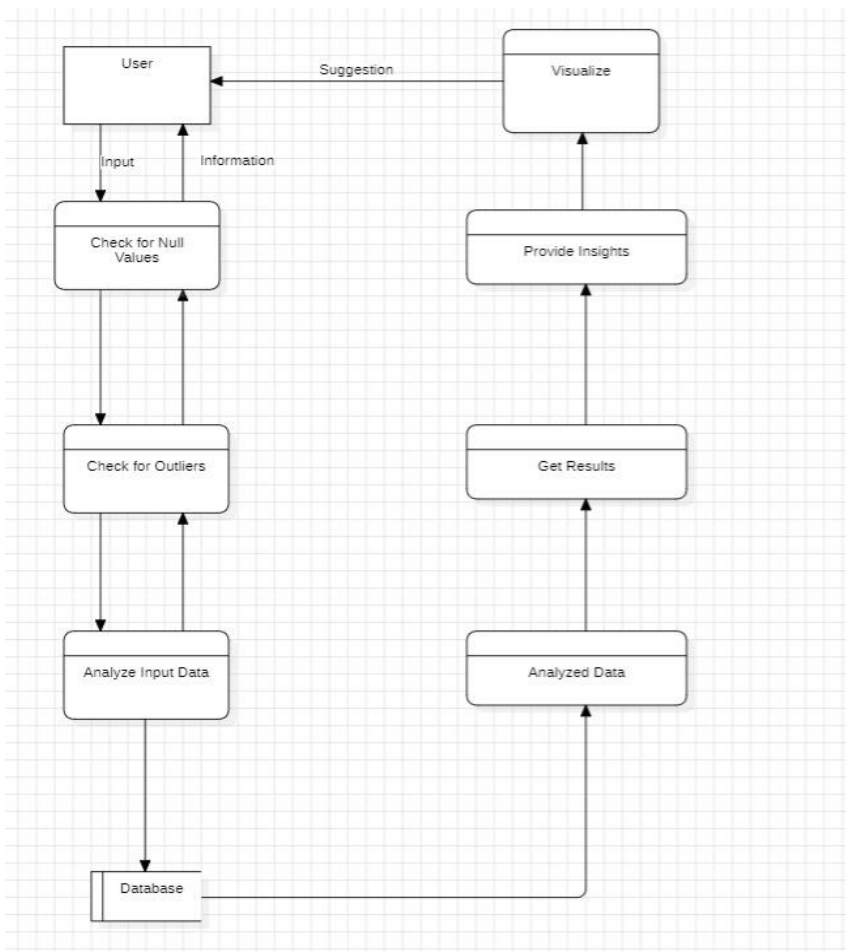 User
Suggestion
Visualize
Input
Information
Check for Null
Values
Provide Insights
Check for Outliers
Get Results
Analyze Input Data
Analyzed Data
Database